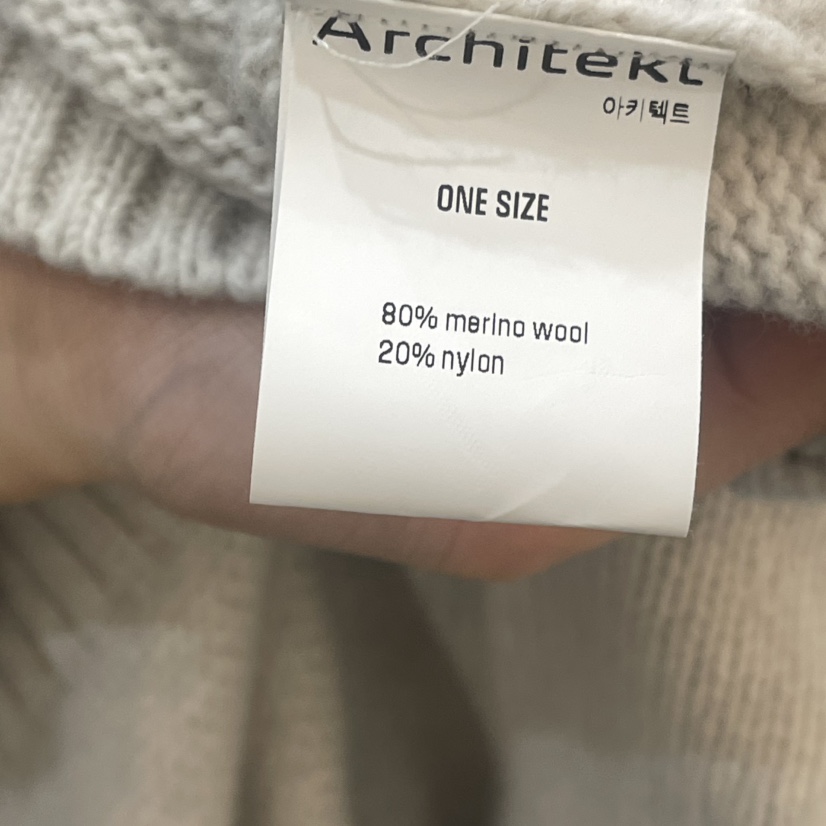 Architekt
아키텍트
ONE SIZE
80% merino wool
20% nylon